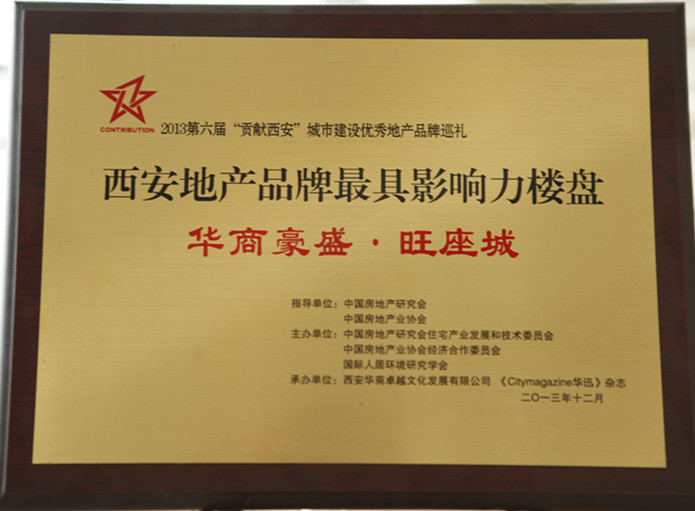 CONTRIBUTION
2013第六届“贡献西安”城市建设优秀地产品牌巡礼
西安地产品牌最具影响力楼盘
华商豪盛·旺座城
指导单位：中国房地产研究会
中国房地产业协会
主办单位：中国房地产研究会住宅产业发展和技术委员会
中国房地产业协会经济合作委员会
国际人居环境研究学会
承办单位：西安华商卓越文化发展有限公司 《Citymagazine华迅》杂志
二〇一三年十二月